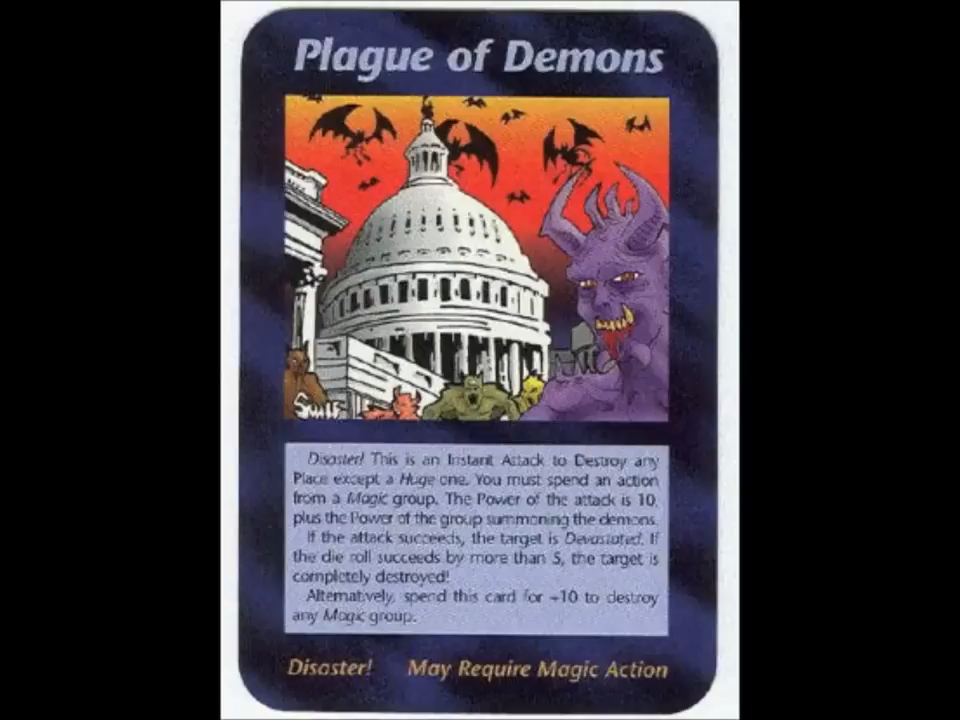 Plague of Demons
Disaster! This is an Instant Attack to Destroy any
Place except a Huge one. You must spend an action
from a Magic group. The Power of the attack is 10,
plus the Power of the group summoning the demons.
If the attack succeeds, the target is Devastated. If
the die roll succeeds by more than 5, the target is
completely destroyed!
Alternatively, spend this card for +10 to destroy
any Magic group.
Disaster! May Require Magic Action